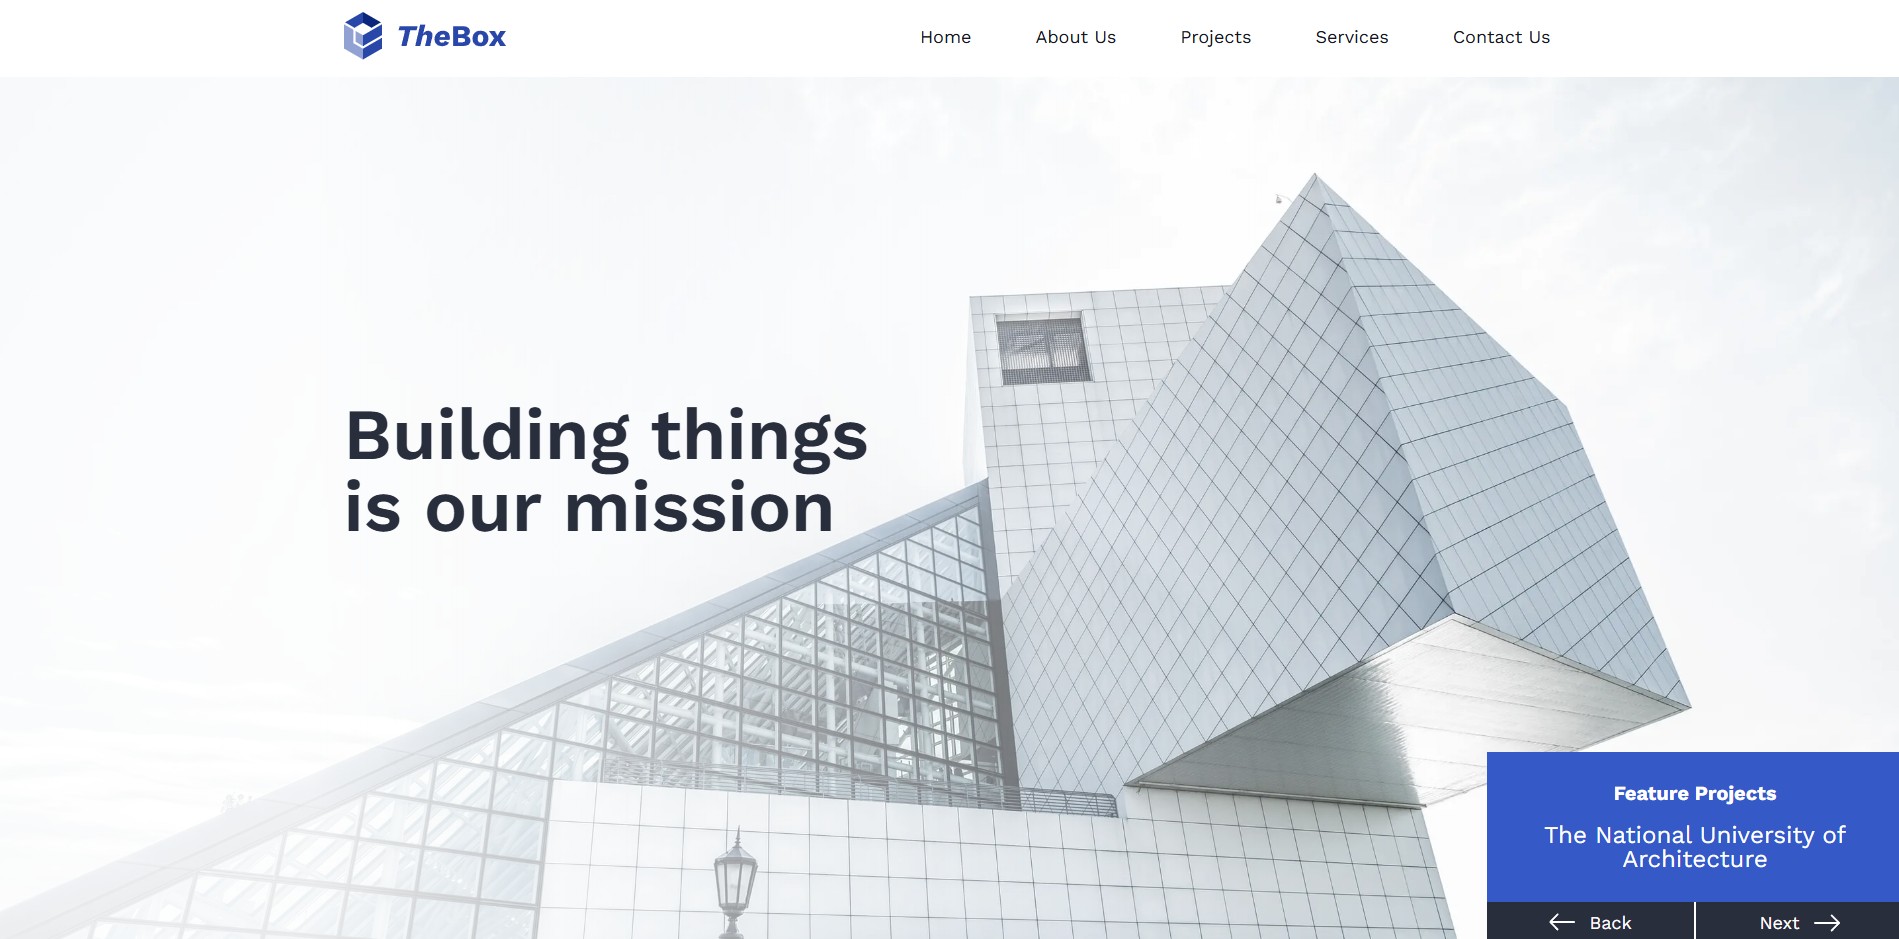 TheBox
Home
About Us
Projects
Services
Contact Us
Building things
is our mission
Feature Projects
The National University of
Architecture
Back
Next